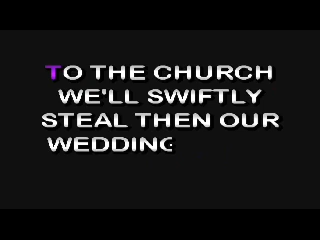 TO THE CHURCH
WE'LL SWIFTLY
STEAL THEN OUR
WEDDING